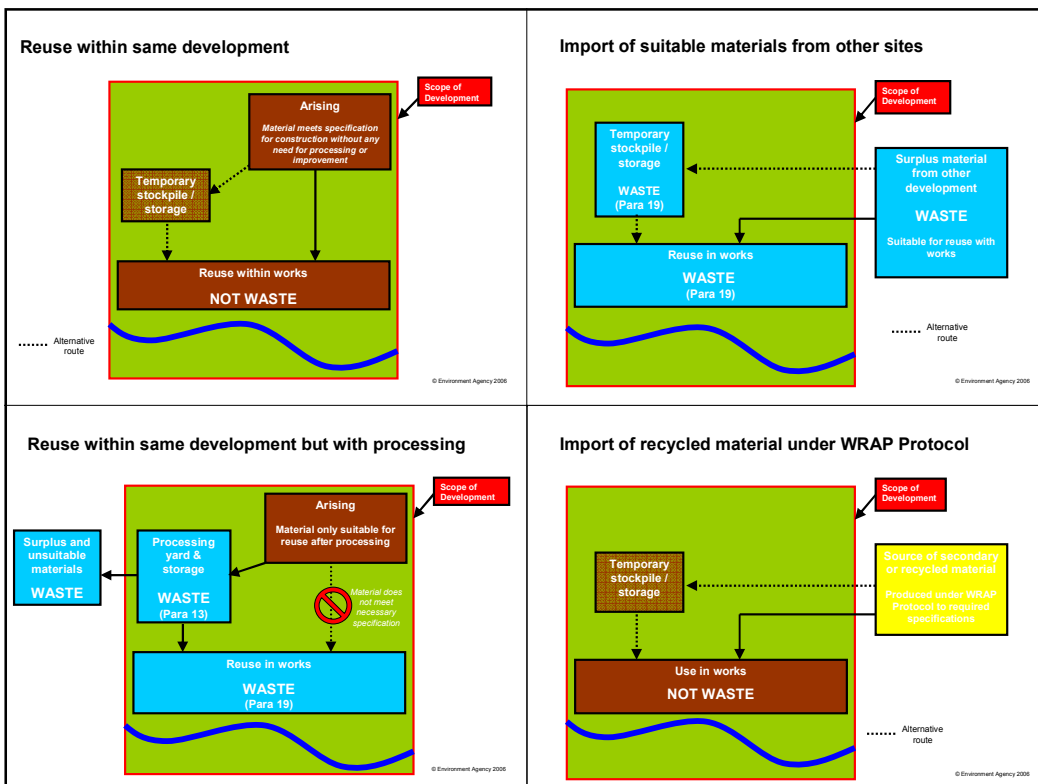 Reuse within same development
Scope of
Development
Arising
Material meets specification
for construction without any
need for processing or
improvement
Temporary
stockpile /
storage
Reuse within works
NOT WASTE
Alternative
route
© Environment Agency 2006
Import of suitable materials from other sites
Scope of
Development
Temporary
stockpile /
storage
WASTE
(Para 19)
Surplus material
from other
development
WASTE
Suitable for reuse with
works
Reuse in works
WASTE
(Para 19)
© Environment Agency 2006
Reuse within same development but with processing
Scope of
Development
Arising
Material only suitable for
reuse after processing
Surplus and
unsuitable
materials
WASTE
Processing
yard &
storage
WASTE
(Para 13)
Material does
not meet
necessary
specification
Reuse in works
WASTE
(Para 19)
© Environment Agency 2006
Import of recycled material under WRAP Protocol
Scope of
Development
Temporary
stockpile /
storage
Source of secondary
or recycled material
Produced under WRAP
Protocol to required
specifications
Use in works
NOT WASTE
Alternative
route
© Environment Agency 2006